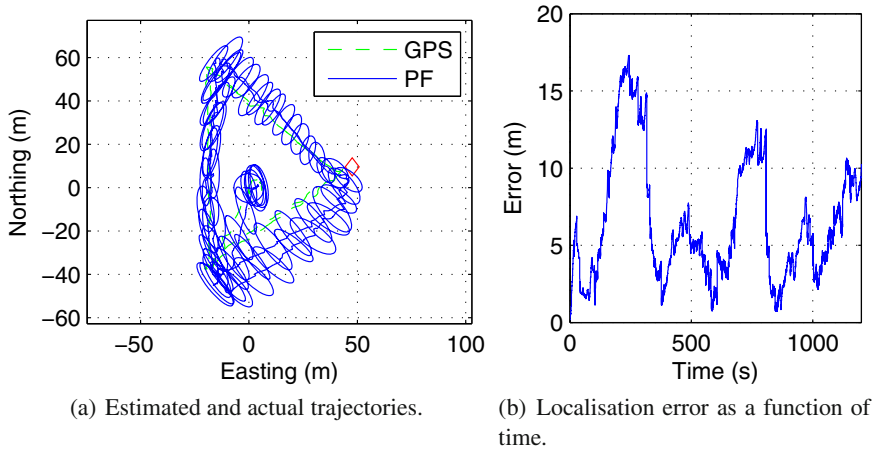 GPS
PF
60
40
20
0
−20
−40
−60
Northing (m)
−50
0
50
100
Easting (m)
(a) Estimated and actual trajectories.
20
15
10
5
0
Error (m)
0
500
1000
Time (s)
(b) Localisation error as a function of
time.